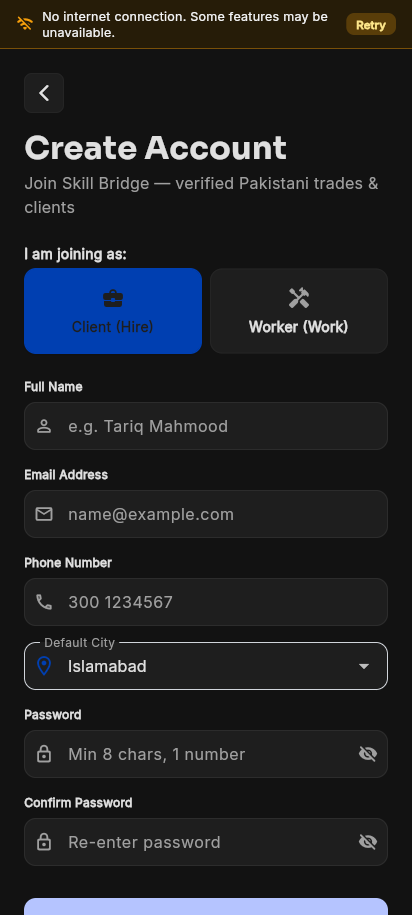 No internet connection. Some features may be
unavailable.
Retry
Create Account
Join Skill Bridge — verified Pakistani trades &
clients
I am joining as:
Client (Hire)
Worker (Work)
Full Name
e.g. Tariq Mahmood
Email Address
name@example.com
Phone Number
300 1234567
Default City
Islamabad
Password
Min 8 chars, 1 number
Confirm Password
Re-enter password